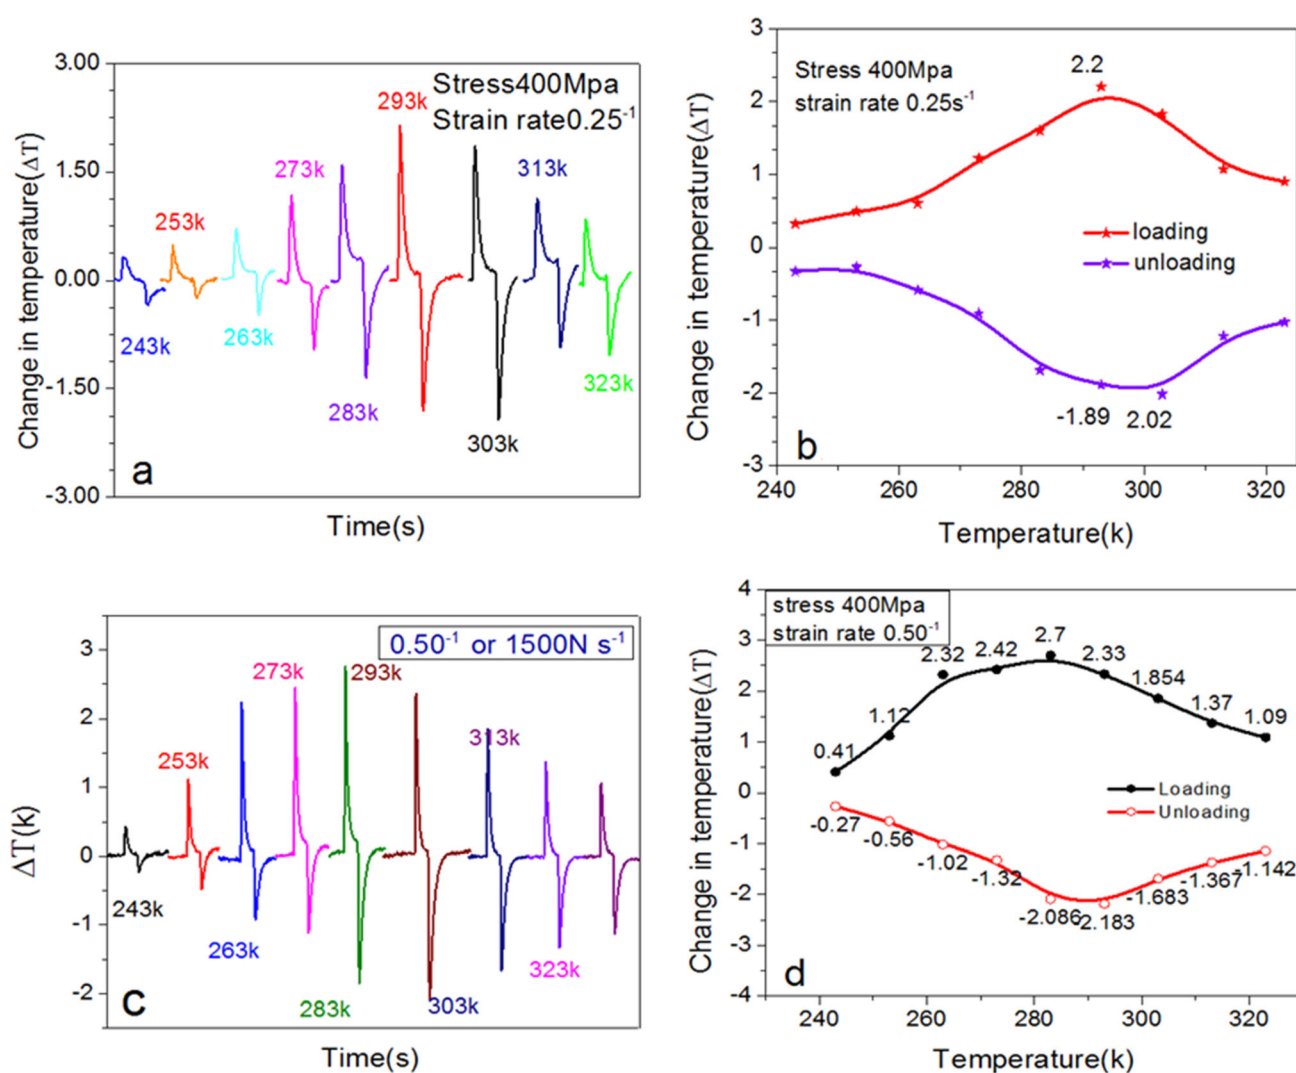 3.00
1.50
0.00
-1.50
-3.00
Change in temperature(ΔT)
Stress400Mpa
Strain rate0.25⁻¹
243k
253k
263k
273k
283k
293k
303k
313k
323k
a
Time(s)
3
2
1
0
-1
-2
-3
Change in temperature(ΔT)
Stress 400Mpa
strain rate 0.25s⁻¹
2.2
loading
unloading
-1.89
2.02
b
240
260
280
300
320
Temperature(k)
3
2
1
0
-1
-2
ΔT(k)
0.50⁻¹ or 1500N s⁻¹
243k
253k
263k
273k
283k
293k
303k
313k
323k
c
Time(s)
4
3
2
1
0
-1
-2
-3
-4
Change in temperature(ΔT)
stress 400Mpa
strain rate 0.50⁻¹
0.41
1.12
2.32
2.42
2.7
2.33
1.854
1.37
1.09
Loading
Unloading
-0.27
-0.56
-1.02
-1.32
-2.086
-2.183
-1.683
-1.367
-1.142
d
240
260
280
300
320
Temperature(k)